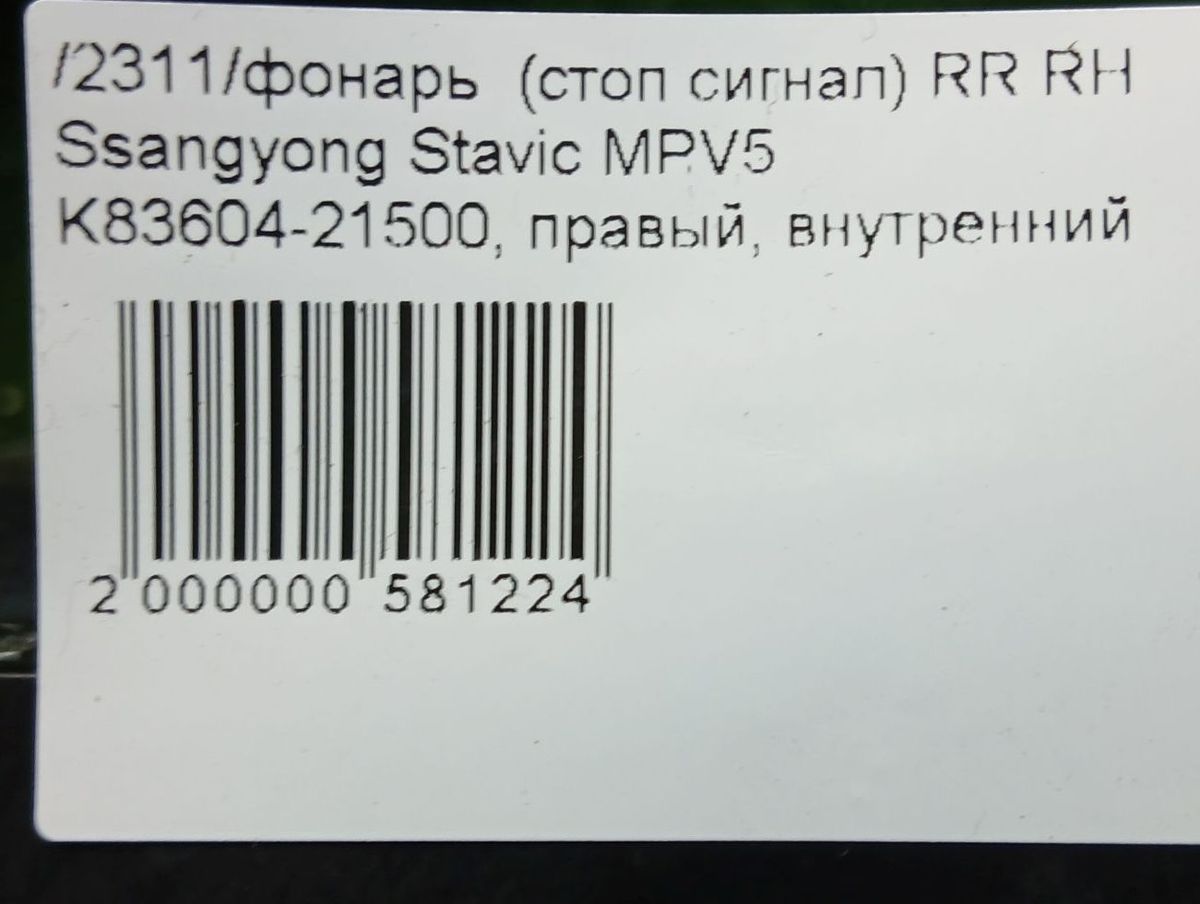 /2311/фонарь (стоп сигнал) RR RH
Ssangyong Stavic MPV5
K83604-21500, правый, внутренний
2 000000 581224